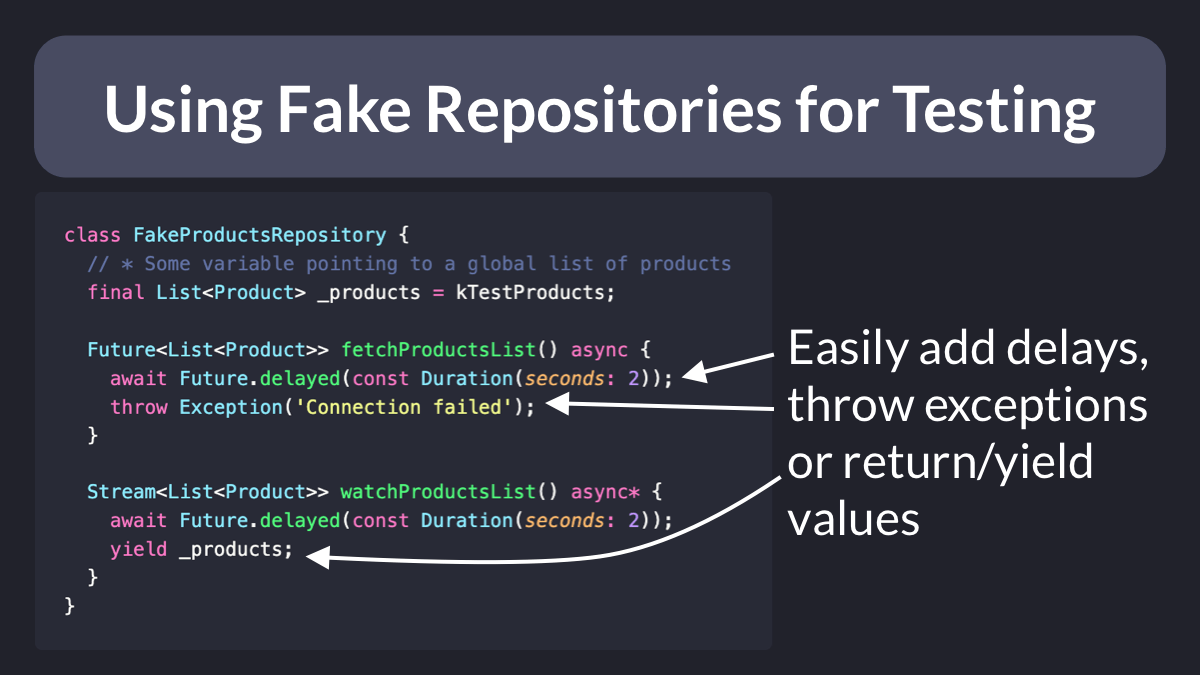 Using Fake Repositories for Testing
class FakeProductsRepository {
  // * Some variable pointing to a global list of products
  final List<Product> _products = kTestProducts;

  Future<List<Product>> fetchProductsList() async {
    await Future.delayed(const Duration(seconds: 2));
    throw Exception('Connection failed');
  }

  Stream<List<Product>> watchProductsList() async* {
    await Future.delayed(const Duration(seconds: 2));
    yield _products;
  }
}
Easily add delays,
throw exceptions
or return/yield
values